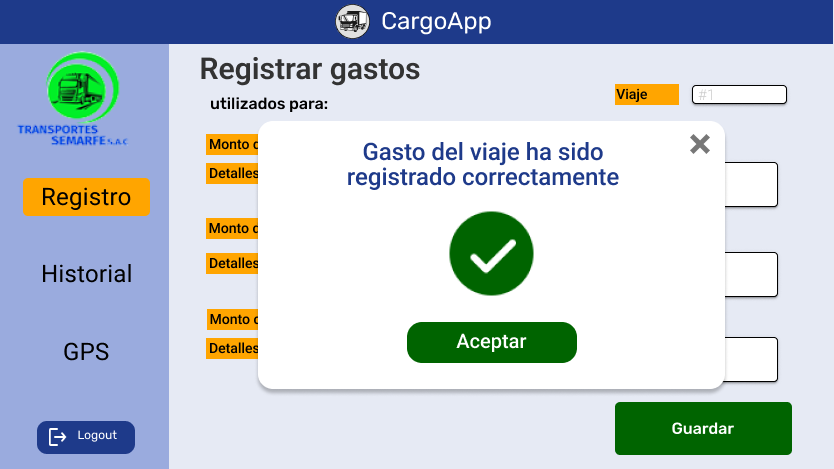 CargoApp
TRANSPORTES
SEMARFE S.A.C
Registro
Historial
GPS
Logout
Registrar gastos
utilizados para:
Viaje
#1
Monto d
Detalles
Monto d
Detalles
Monto d
Detalles
Gasto del viaje ha sido
registrado correctamente
Aceptar
Guardar